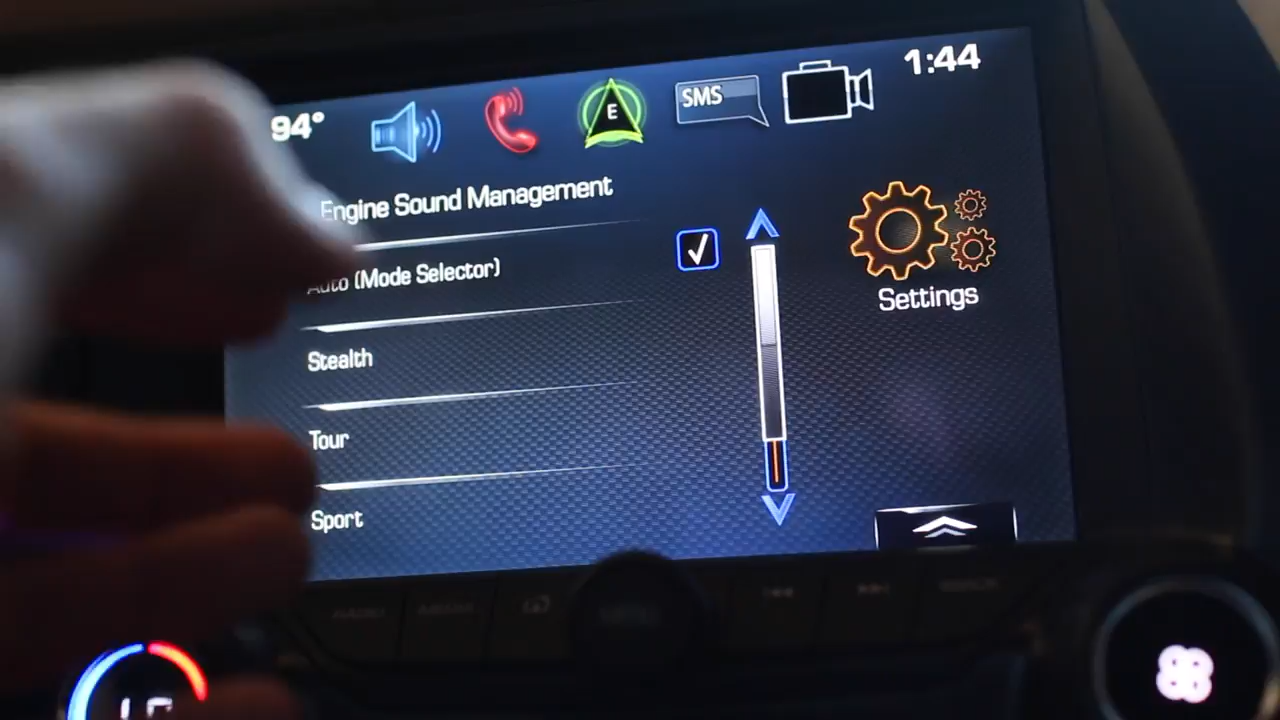 94° E SMS 1:44
Engine Sound Management
Auto (Mode Selector)
Settings
Stealth
Tour
Sport